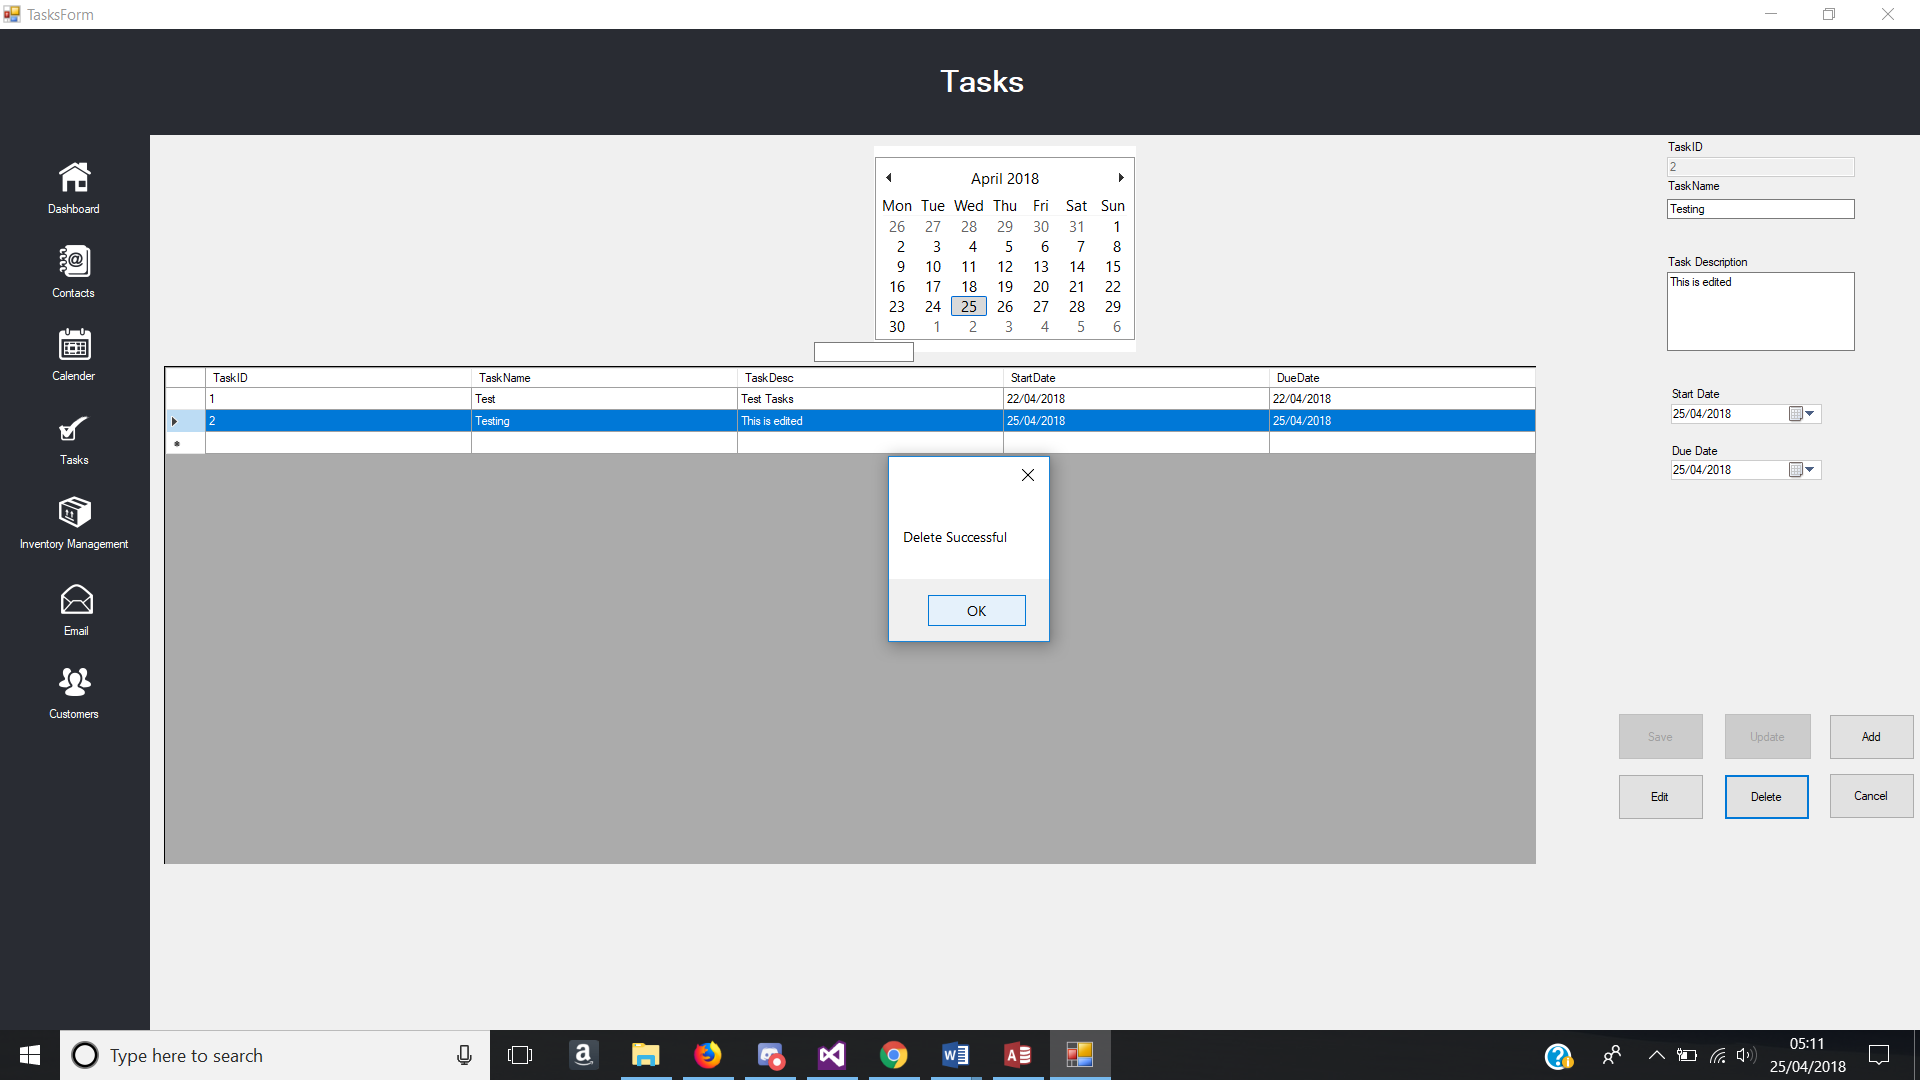 TasksForm
Tasks
Dashboard
Contacts
Calender
Tasks
Inventory Management
Email
Customers
April 2018
Mon Tue Wed Thu Fri Sat Sun
26 27 28 29 30 31 1
2 3 4 5 6 7 8
9 10 11 12 13 14 15
16 17 18 19 20 21 22
23 24 25 26 27 28 29
30 1 2 3 4 5 6
TaskID TaskName TaskDesc StartDate DueDate
1 Test Test Tasks 22/04/2018 22/04/2018
2 Testing This is edited 25/04/2018 25/04/2018
Delete Successful
OK
TaskID
2
TaskName
Testing
Task Description
This is edited
Start Date
25/04/2018
Due Date
25/04/2018
Save Update Add
Edit Delete Cancel
Type here to search
05:11
25/04/2018